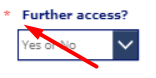 * Further access?
Yes or No